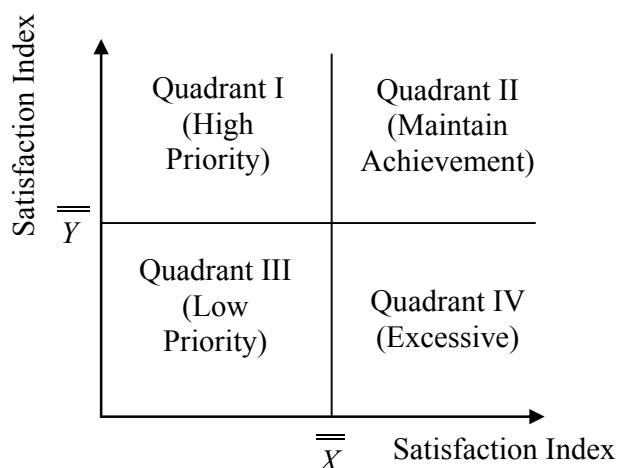 Satisfaction Index
Quadrant I
(High
Priority)
Quadrant II
(Maintain
Achievement)
Y
Quadrant III
(Low
Priority)
Quadrant IV
(Excessive)
X
Satisfaction Index